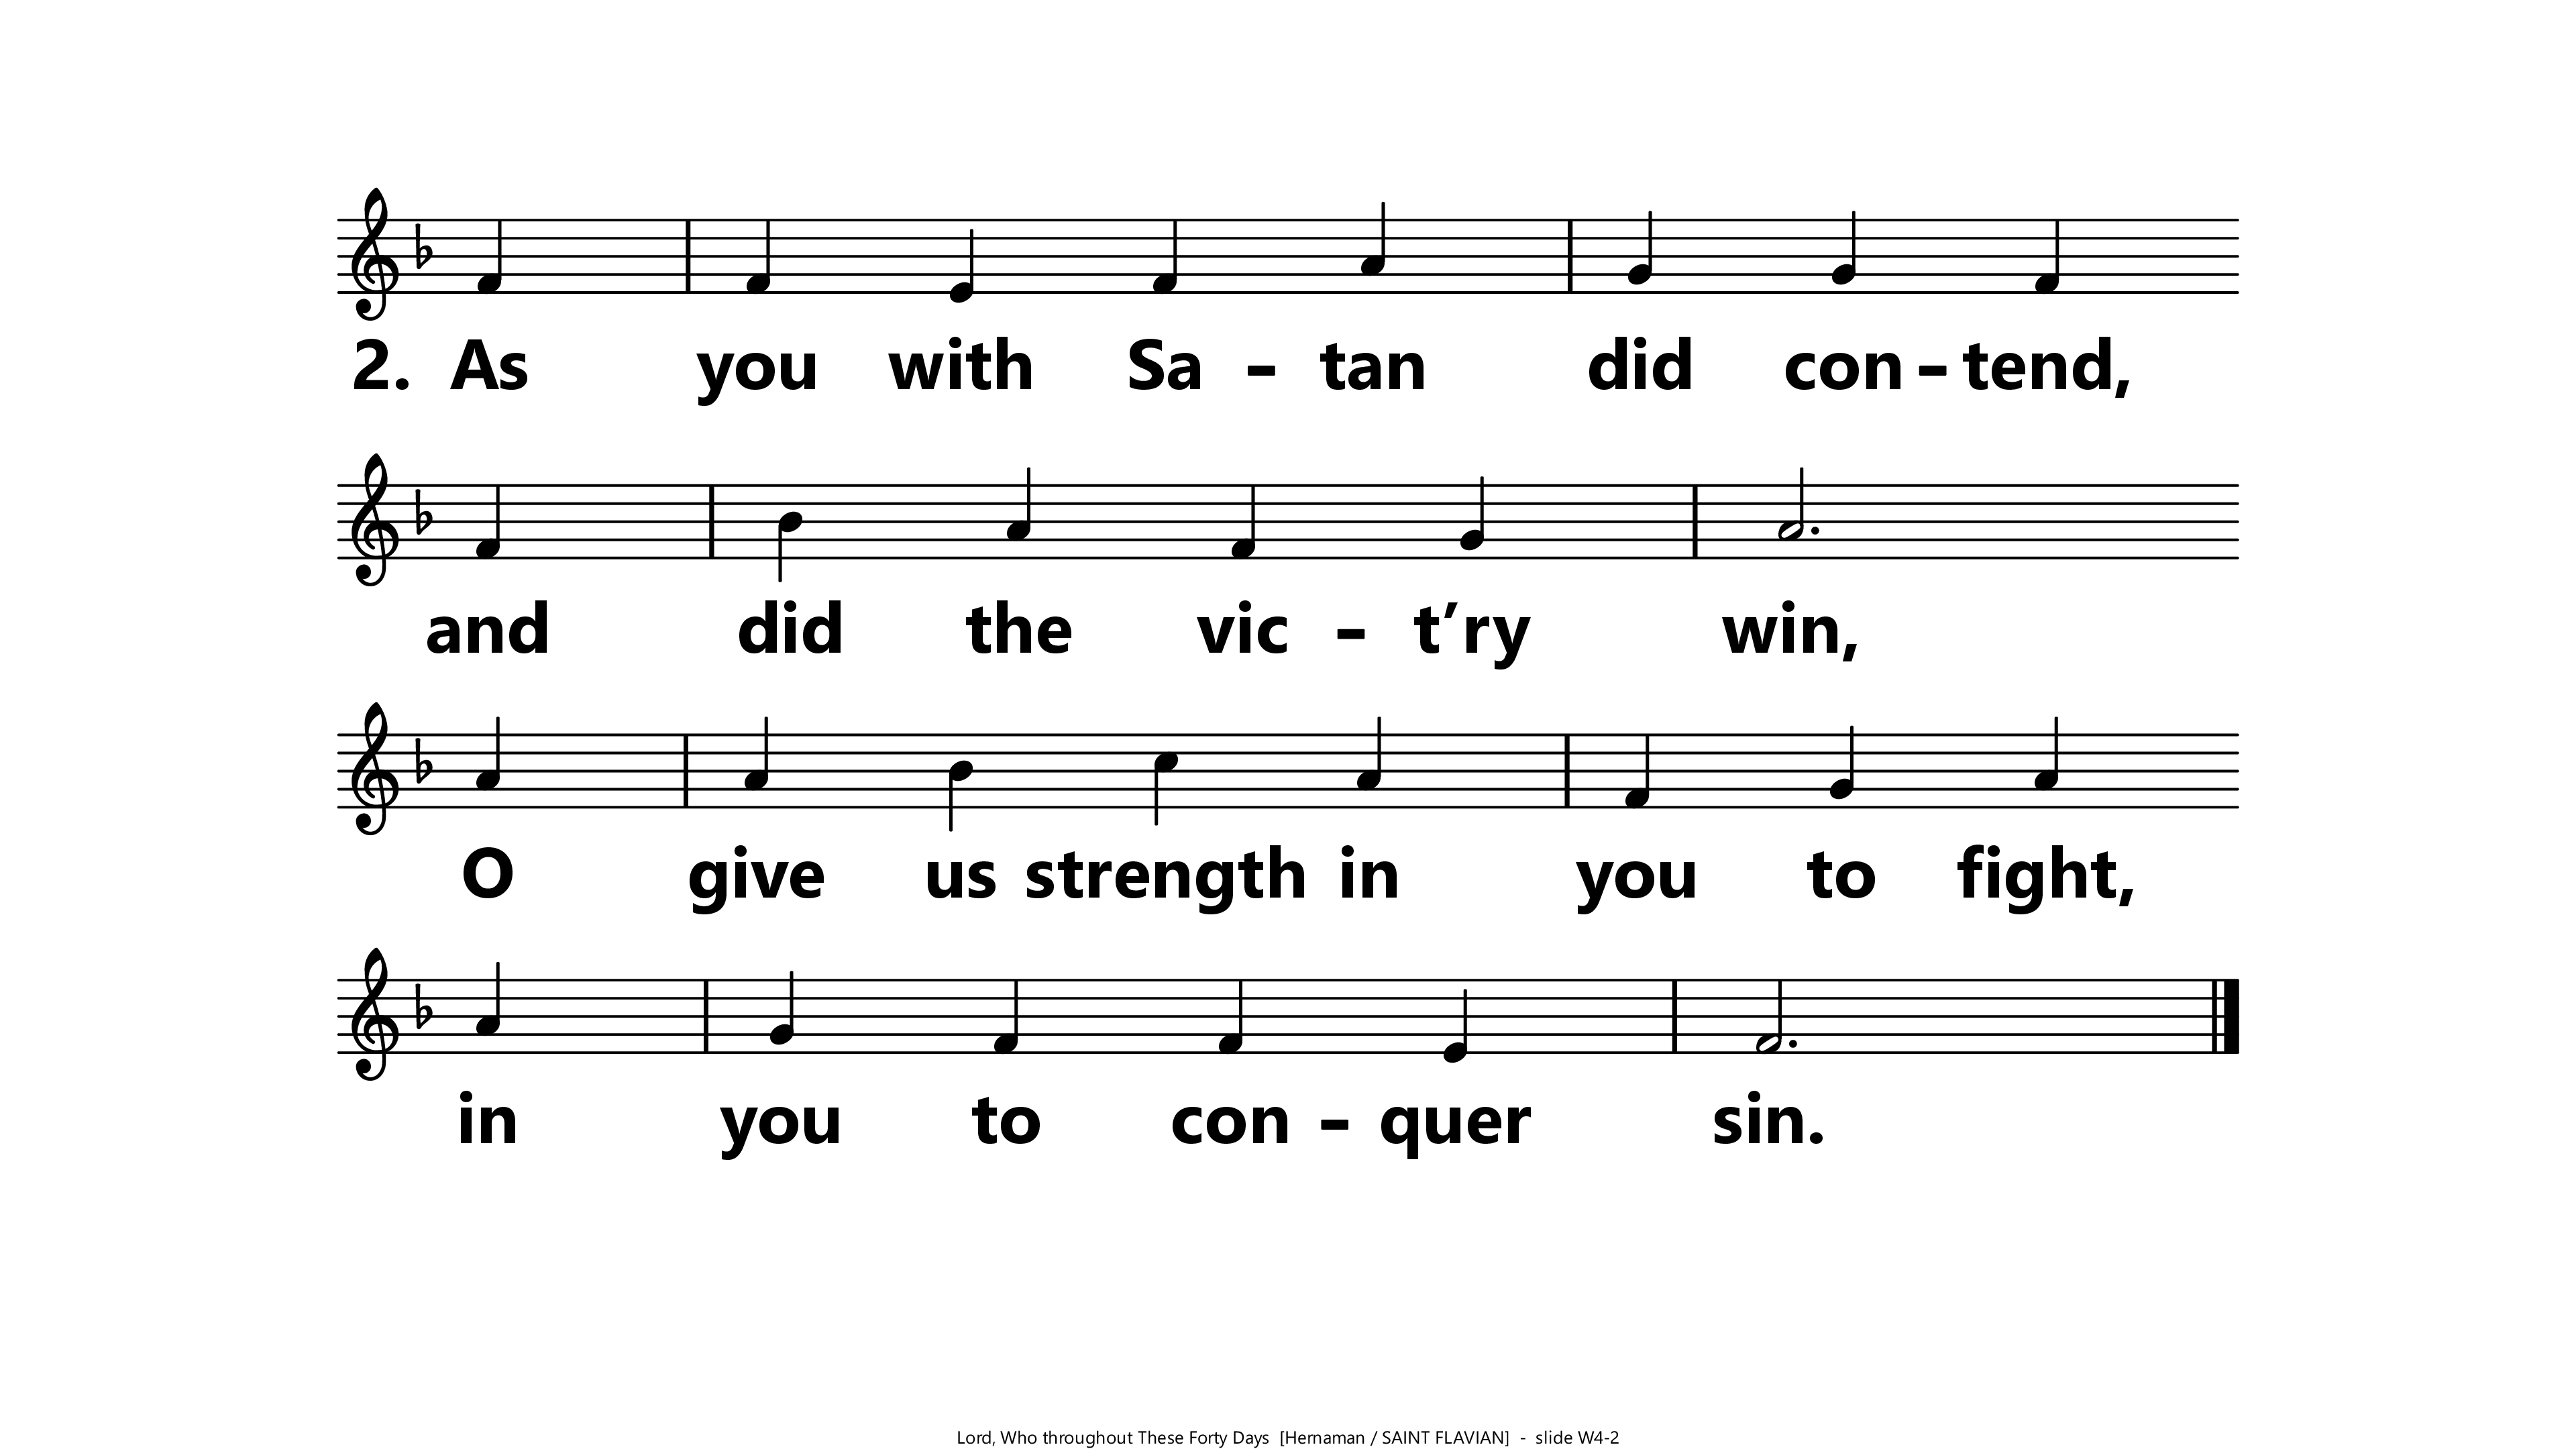 2. As you with Sa - tan did con - tend,
and did the vic - t’ry win,
O give us strength in you to fight,
in you to con - quer sin.
Lord, Who throughout These Forty Days [Hernaman / SAINT FLAVIAN] - slide W4-2